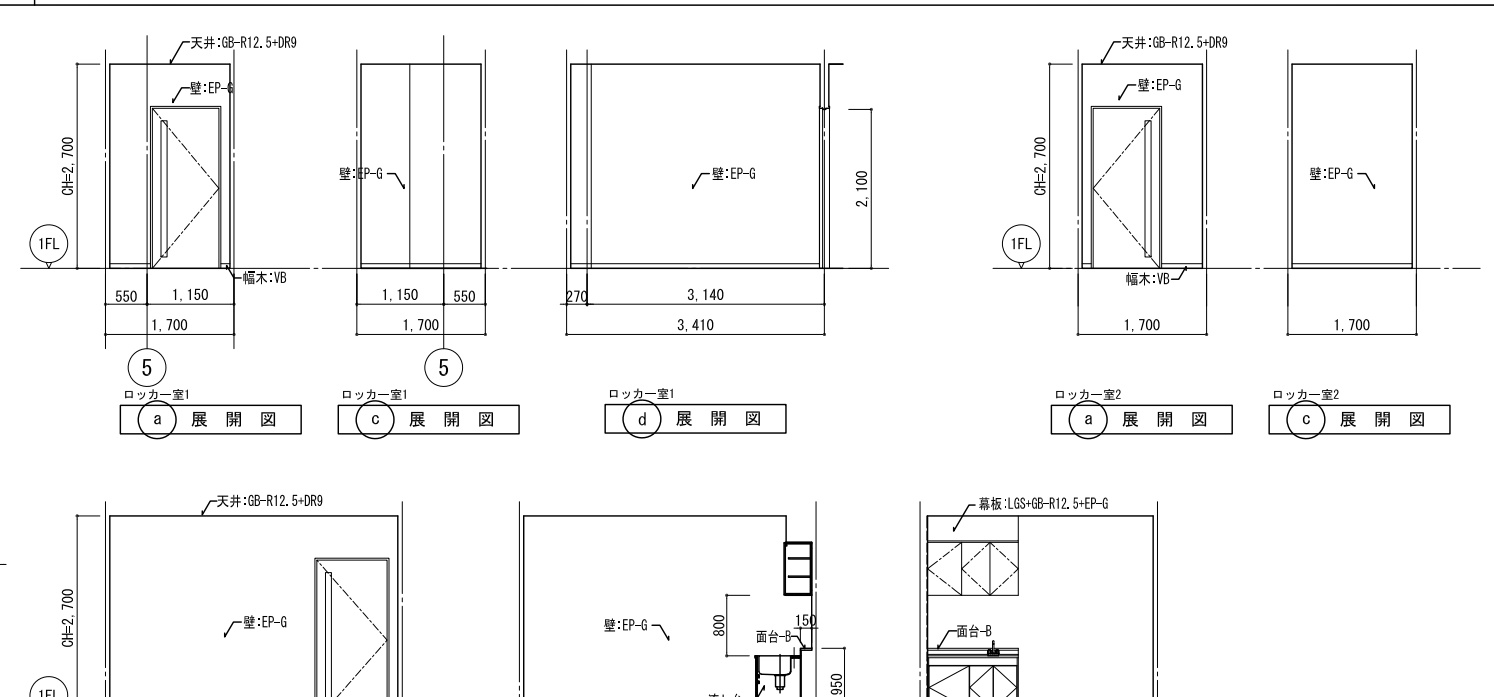 天井:GB-R12.5+DR9
壁:EP-G
CH=2,700
1FL
幅木:VB
550
1,150
1,700
5
ロッカー室1
a 展開図
壁:EP-G
1,150
550
1,700
5
ロッカー室1
c 展開図
壁:EP-G
2,100
270
3,140
3,410
ロッカー室1
d 展開図
天井:GB-R12.5+DR9
壁:EP-G
CH=2,700
1FL
幅木:VB
1,700
ロッカー室2
a 展開図
壁:EP-G
1,700
ロッカー室2
c 展開図
天井:GB-R12.5+DR9
CH=2,700
壁:EP-G
1FL
壁:EP-G
800
150
面台-B
950
幕板:LGS+GB-R12.5+EP-G
面台-B